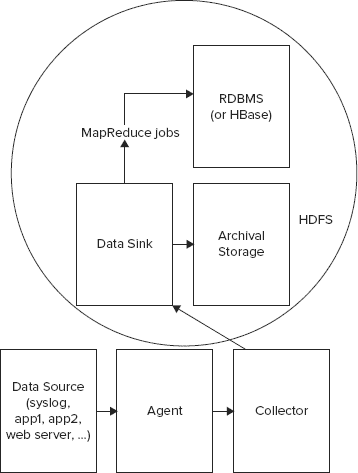 RDBMS
(or HBase)
MapReduce jobs
HDFS
Data Sink
Archival
Storage
Data Source
(syslog,
app1, app2,
web server, ...)
Agent
Collector